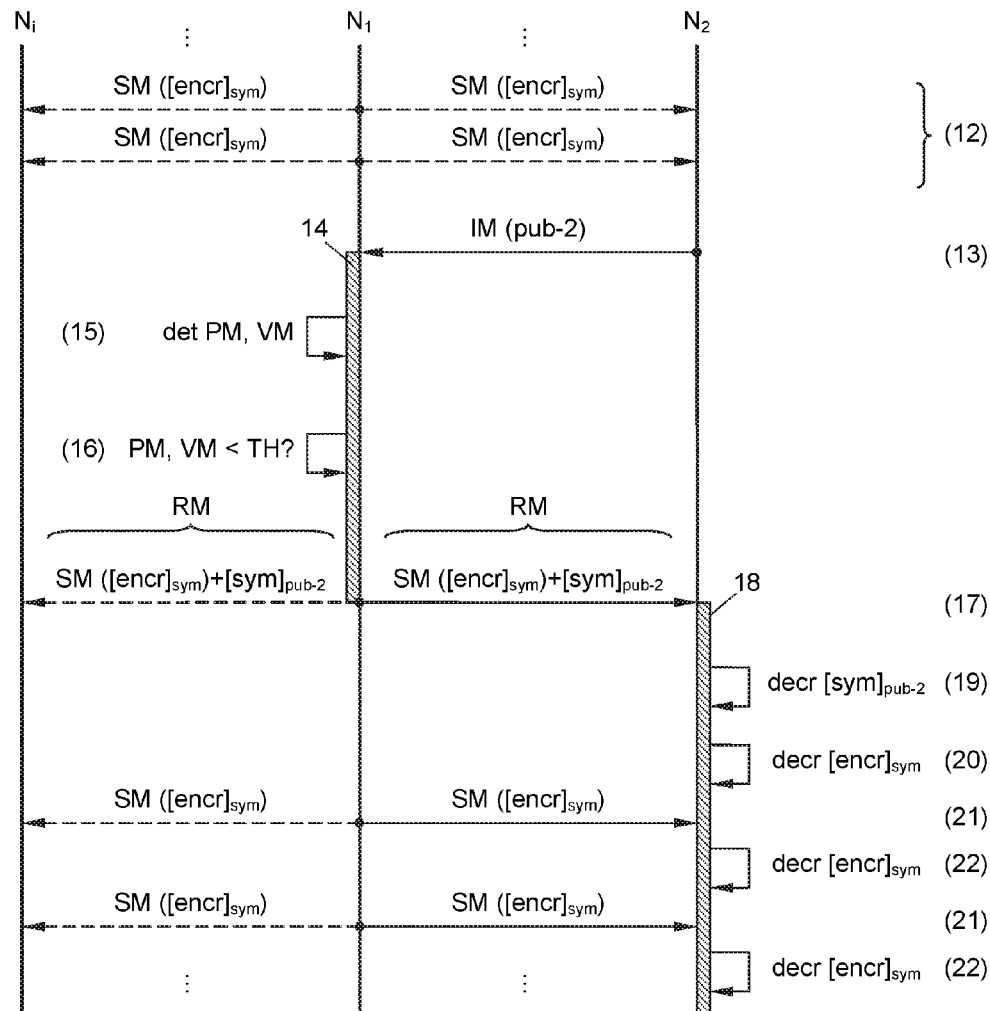 Nᵢ N₁ N₂
⋮ ⋮
SM ([encr]sym) SM ([encr]sym)
SM ([encr]sym) SM ([encr]sym) (12)
14 IM (pub-2) (13)
(15) det PM, VM
(16) PM, VM < TH?
RM RM
SM ([encr]sym)+[sym]pub-2 SM ([encr]sym)+[sym]pub-2 18 (17)
decr [sym]pub-2 (19)
decr [encr]sym (20)
SM ([encr]sym) SM ([encr]sym) (21)
decr [encr]sym (22)
SM ([encr]sym) SM ([encr]sym) (21)
decr [encr]sym (22)
⋮ ⋮